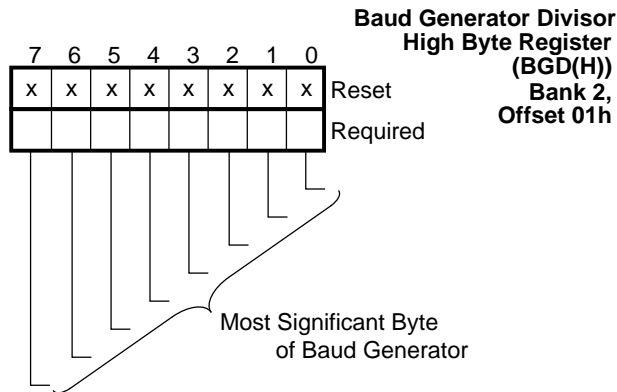 Baud Generator Divisor
High Byte Register
(BGD(H))
Bank 2,
Offset 01h
7 6 5 4 3 2 1 0
x x x x x x x x Reset
Required
Most Significant Byte
of Baud Generator